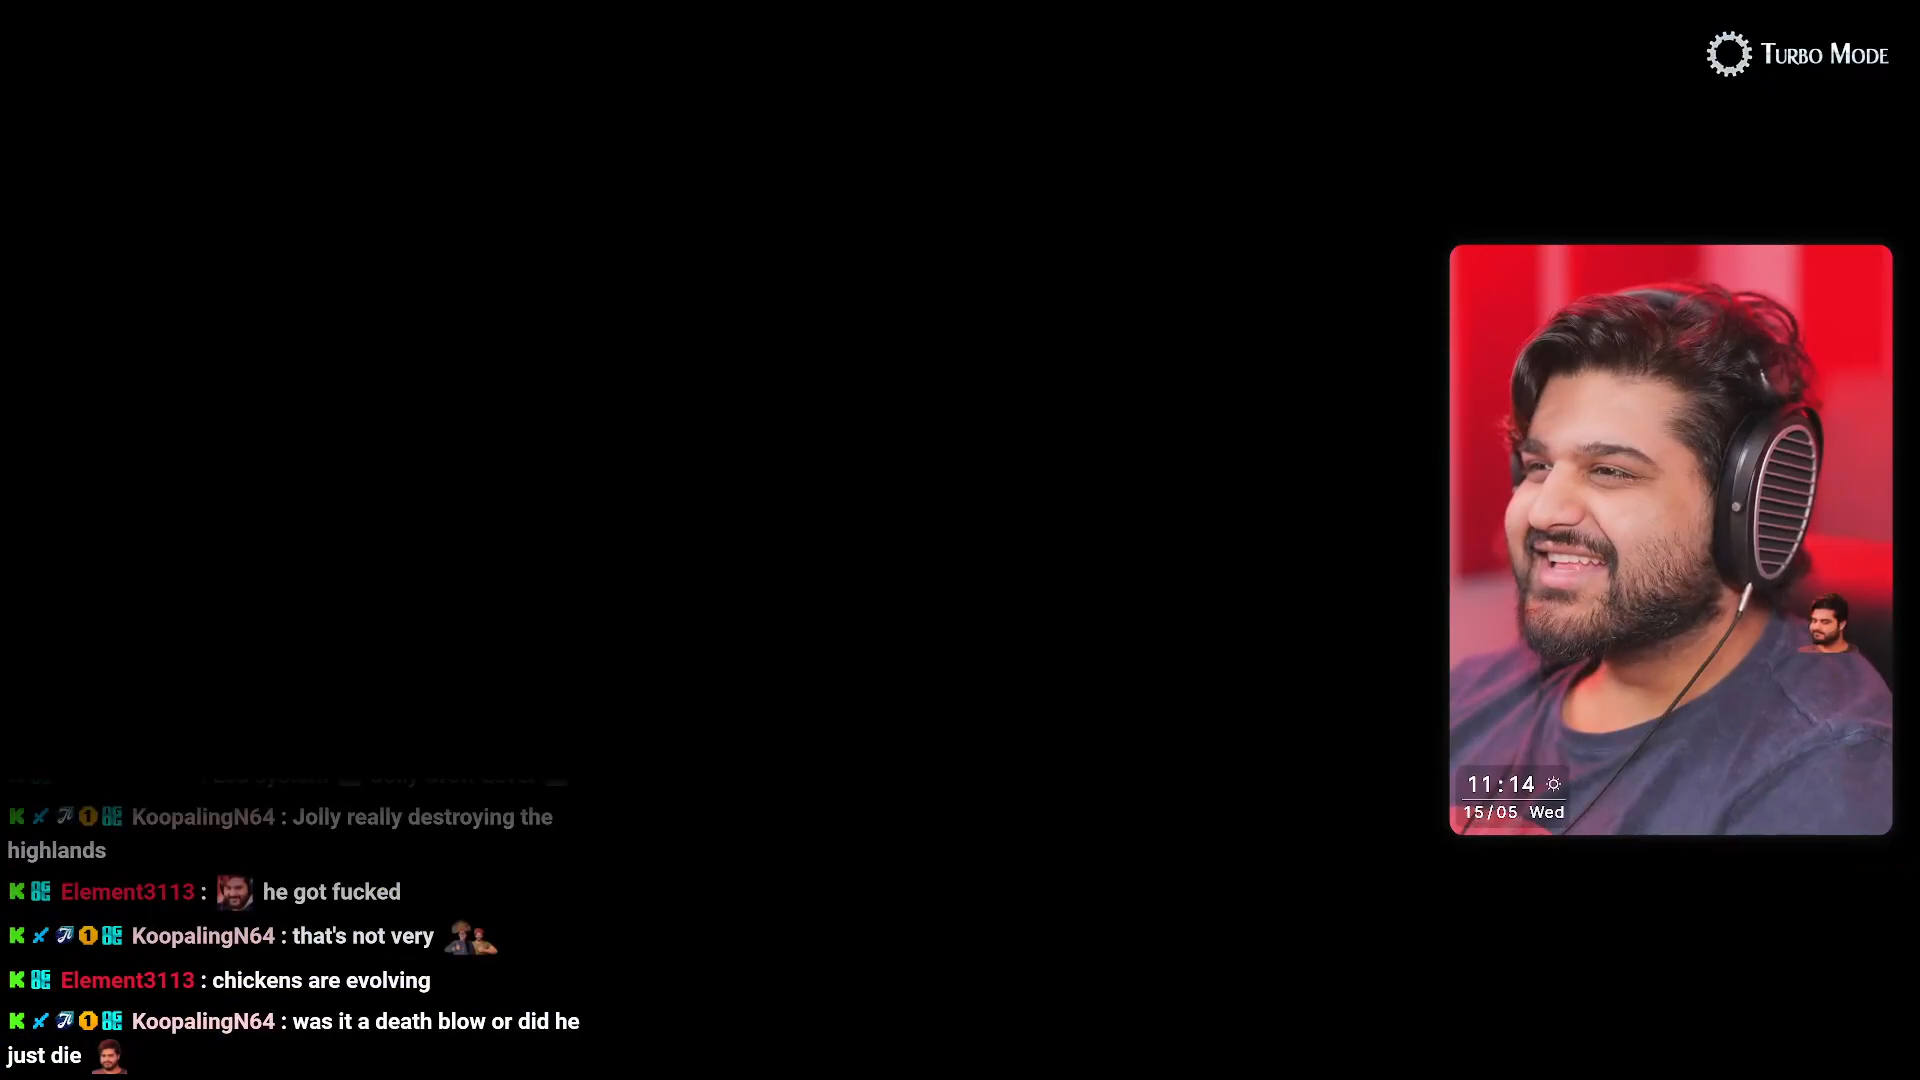 Turbo Mode
KoopalingN64 : Jolly really destroying the
highlands
Element3113 : he got fucked
KoopalingN64 : that's not very
Element3113 : chickens are evolving
KoopalingN64 : was it a death blow or did he
just die
11:14
15/05 Wed